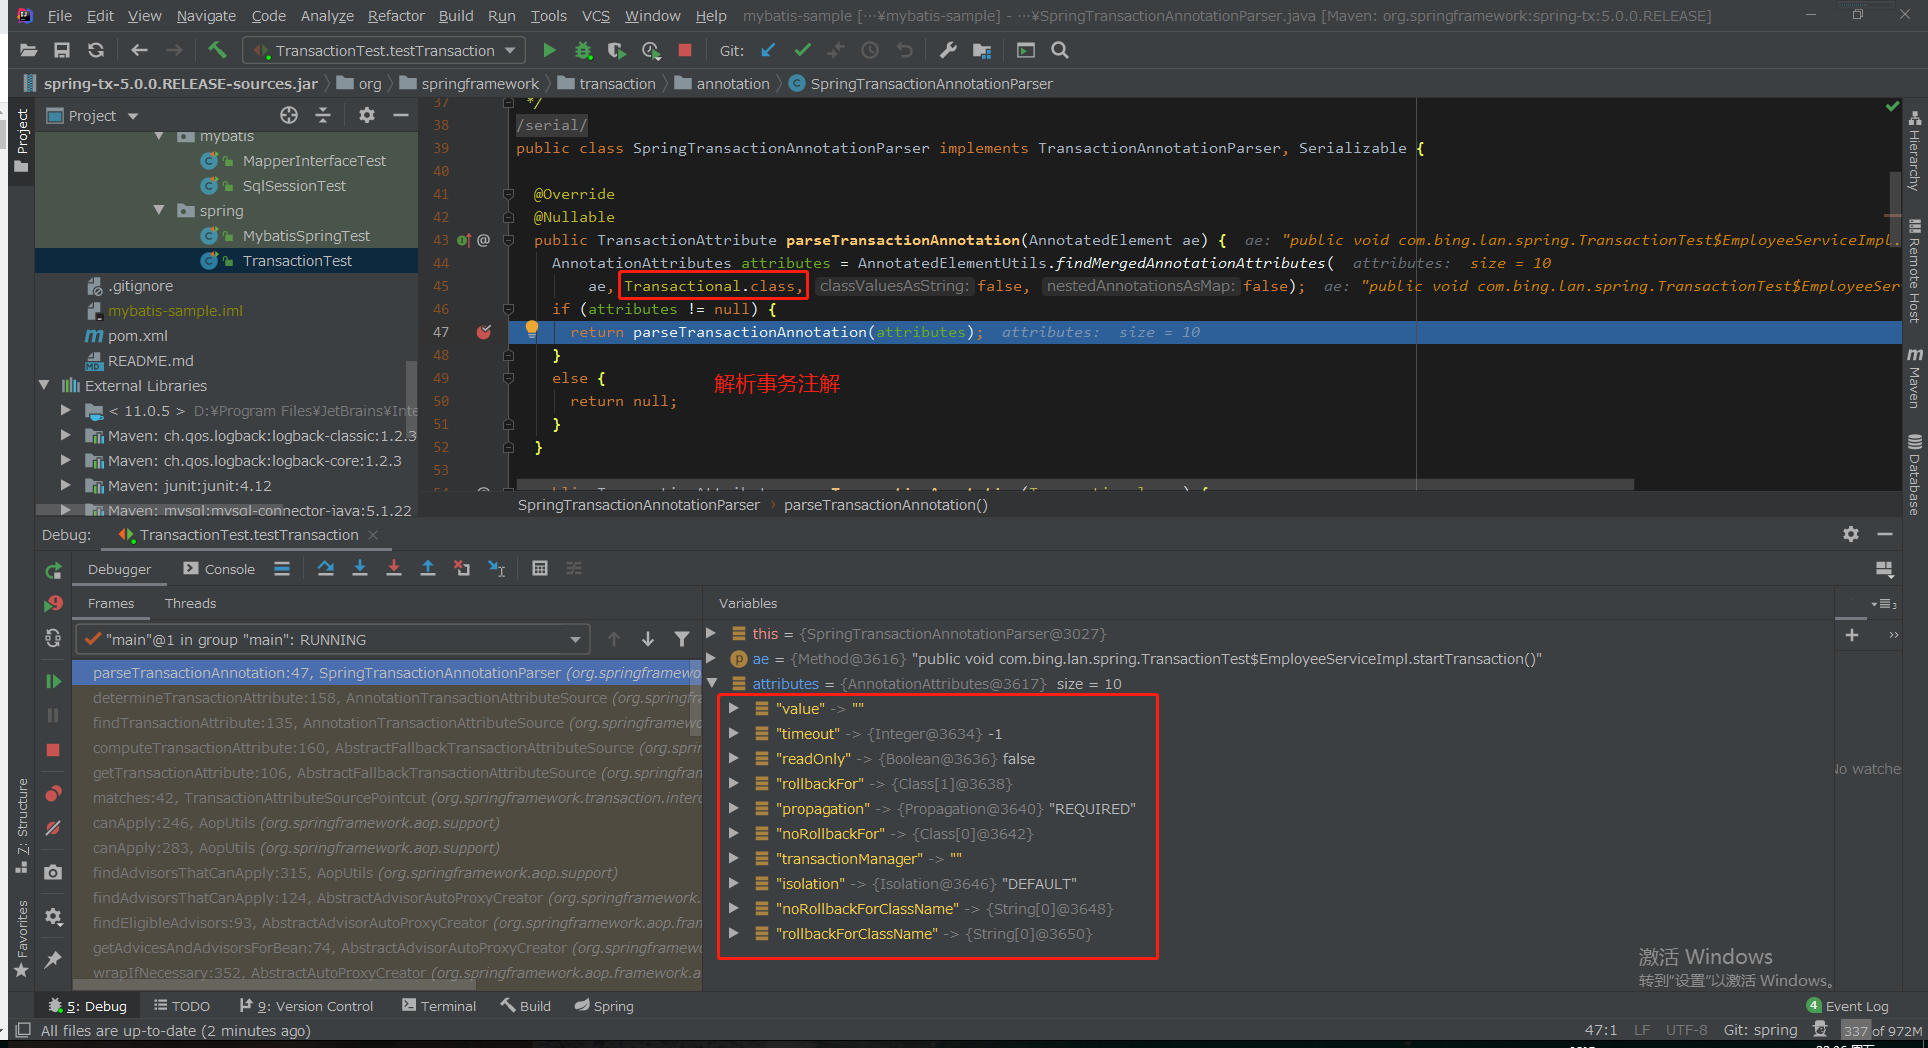 File Edit View Navigate Code Analyze Refactor Build Run Tools VCS Window Help mybatis-sample [...¥mybatis-sample] - ...¥SpringTransactionAnnotationParser.java [Maven: org.springframework:spring-tx:5.0.0.RELEASE]
TransactionTest.testTransaction Git:
spring-tx-5.0.0.RELEASE-sources.jar org springframework transaction annotation SpringTransactionAnnotationParser
Project
mybatis
MapperInterfaceTest
SqlSessionTest
spring
MybatisSpringTest
TransactionTest
.gitignore
mybatis-sample.iml
pom.xml
README.md
External Libraries
< 11.0.5 > D:¥Program Files¥JetBrains¥Inte
Maven: ch.qos.logback:logback-classic:1.2.3
Maven: ch.qos.logback:logback-core:1.2.3
Maven: junit:junit:4.12
Maven: mysql:mysql-connector-java:5.1.22
37 */
38 /serial/
39 public class SpringTransactionAnnotationParser implements TransactionAnnotationParser, Serializable {
40
41 @Override
42 @Nullable
43 public TransactionAttribute parseTransactionAnnotation(AnnotatedElement ae) { ae: "public void com.bing.lan.spring.TransactionTest$EmployeeServiceImpl.
44 AnnotationAttributes attributes = AnnotatedElementUtils.findMergedAnnotationAttributes( attributes: size = 10
45 ae, Transactional.class, classValuesAsString: false, nestedAnnotationsAsMap: false); ae: "public void com.bing.lan.spring.TransactionTest$EmployeeSer
46 if (attributes != null) {
47 return parseTransactionAnnotation(attributes); attributes: size = 10
48 }
49 else {
解析事务注解
50 return null;
51 }
52 }
53
SpringTransactionAnnotationParser parseTransactionAnnotation()
Project
7: Structure
Favorites
Hierarchy
Remote Host
Maven
Database
Debug: TransactionTest.testTransaction
Debugger Console
Frames Threads
"main"@1 in group "main": RUNNING
parseTransactionAnnotation:47, SpringTransactionAnnotationParser (org.springframewo
determineTransactionAttribute:158, AnnotationTransactionAttributeSource (org.springf
findTransactionAttribute:135, AnnotationTransactionAttributeSource (org.springframew
computeTransactionAttribute:160, AbstractFallbackTransactionAttributeSource (org.sprin
getTransactionAttribute:106, AbstractFallbackTransactionAttributeSource (org.springfram
matches:42, TransactionAttributeSourcePointcut (org.springframework.transaction.interc
canApply:246, AopUtils (org.springframework.aop.support)
canApply:283, AopUtils (org.springframework.aop.support)
findAdvisorsThatCanApply:315, AopUtils (org.springframework.aop.support)
findAdvisorsThatCanApply:124, AbstractAdvisorAutoProxyCreator (org.springframework.
findEligibleAdvisors:93, AbstractAdvisorAutoProxyCreator (org.springframework.aop.fram
getAdvicesAndAdvisorsForBean:74, AbstractAdvisorAutoProxyCreator (org.springframew
wrapIfNecessary:352, AbstractAutoProxyCreator (org.springframework.aop.framework.a
Variables
this = {SpringTransactionAnnotationParser@3027}
ae = {Method@3616} "public void com.bing.lan.spring.TransactionTest$EmployeeServiceImpl.startTransaction()"
attributes = {AnnotationAttributes@3617} size = 10
"value" -> ""
"timeout" -> {Integer@3634} -1
"readOnly" -> {Boolean@3636} false
"rollbackFor" -> {Class[1]@3638}
"propagation" -> {Propagation@3640} "REQUIRED"
"noRollbackFor" -> {Class[0]@3642}
"transactionManager" -> ""
"isolation" -> {Isolation@3646} "DEFAULT"
"noRollbackForClassName" -> {String[0]@3648}
"rollbackForClassName" -> {String[0]@3650}
No watche
激活 Windows
转到"设置"以激活 Windows。
5: Debug TODO 9: Version Control Terminal Build Spring 4 Event Log
All files are up-to-date (2 minutes ago) 47:1 LF UTF-8 Git: spring 337 of 972M